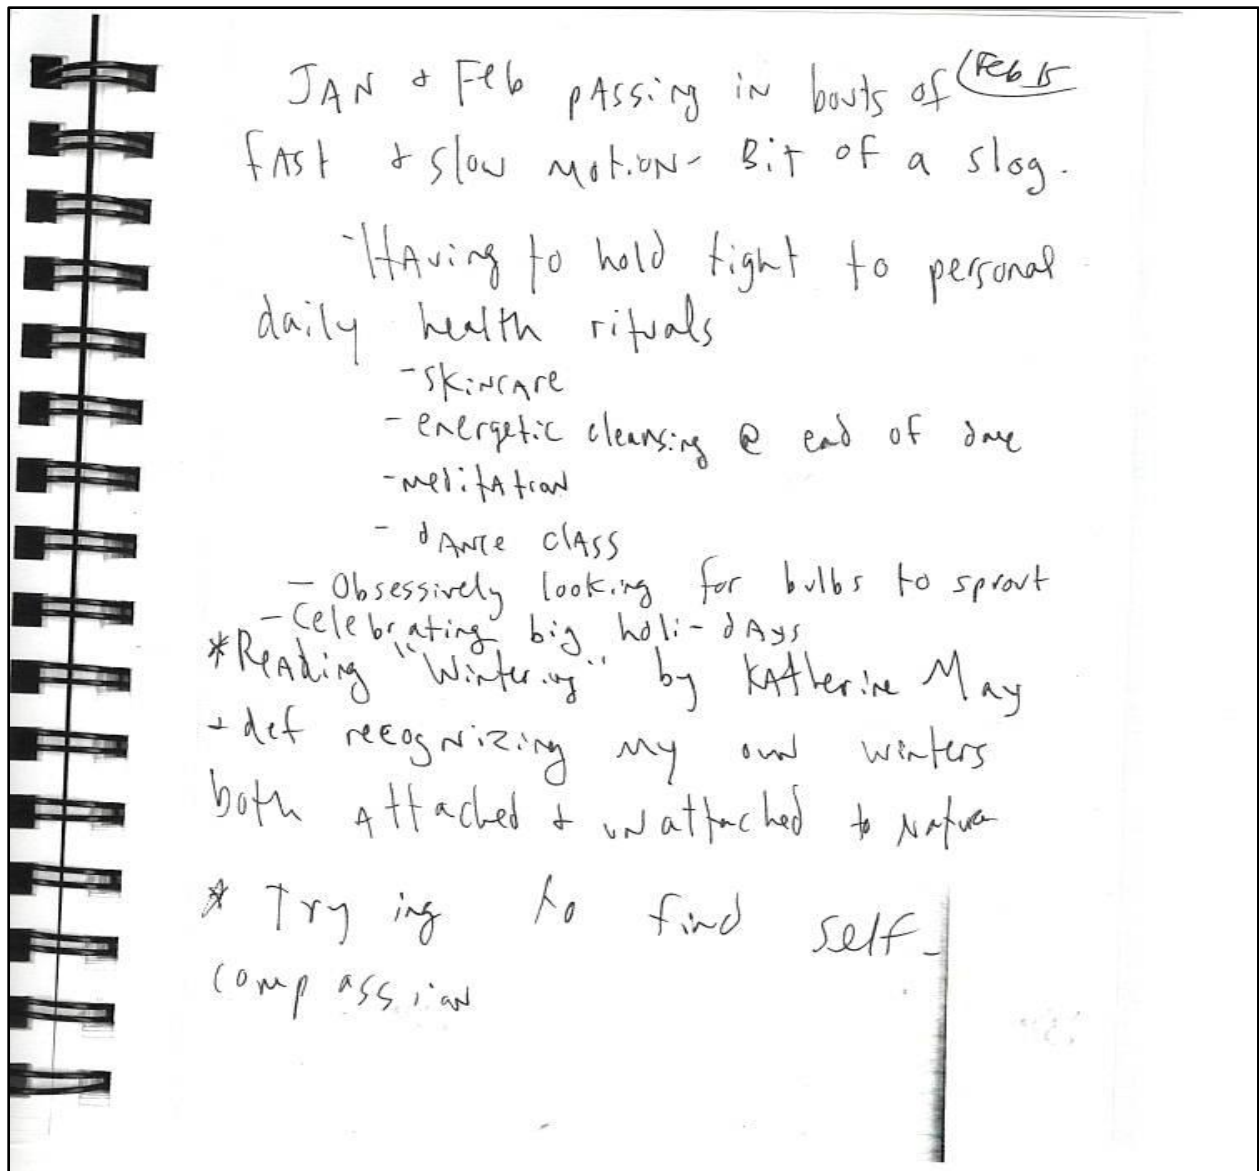 Feb 15
JAN & Feb pAssing in bouts of
fAst & slow motion - Bit of a slog.
- HAving to hold tight to personal
daily health rituals
- skincare
- energetic cleansing @ end of day
- meditation
- dance class
- Obsessively looking for bulbs to sprout
- Celebrating big holi-days
* Reading "Wintering" by Katherine May
+ def recognizing my own winters
both attached & unattached to nature
* Trying to find self-
compassion